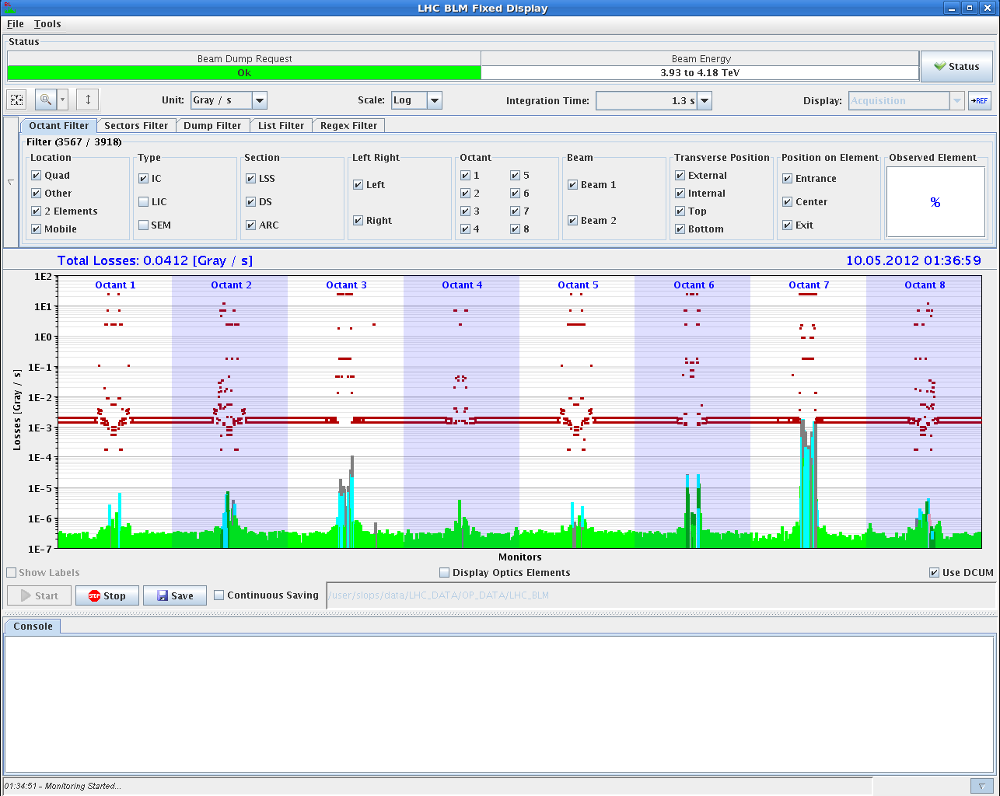 LHC BLM Fixed Display
File Tools
Status
Beam Dump Request Beam Energy
Ok 3.93 to 4.18 TeV
Status
Unit: Gray / s Scale: Log Integration Time: 1.3 s Display: Acquisition REF
Octant Filter Sectors Filter Dump Filter List Filter Regex Filter
Filter (3567 / 3918)
Location Type Section Left Right Octant Beam Transverse Position Position on Element Observed Element
Quad IC LSS Left 1 5 Beam 1 External Entrance
Other LIC DS Right 2 6 Beam 2 Internal Center %
2 Elements SEM ARC 3 7 Top Exit
Mobile 4 8 Bottom
Total Losses: 0.0412 [Gray / s] 10.05.2012 01:36:59
Octant 1 Octant 2 Octant 3 Octant 4 Octant 5 Octant 6 Octant 7 Octant 8
1E2
1E1
1E0
1E-1
1E-2
1E-3
1E-4
1E-5
1E-6
1E-7
Losses [Gray / s]
Monitors
Show Labels Display Optics Elements Use DCUM
Start STOP Stop Save Continuous Saving /user/slops/data/LHC_DATA/OP_DATA/LHC_BLM
Console
01:34:51 - Monitoring Started...